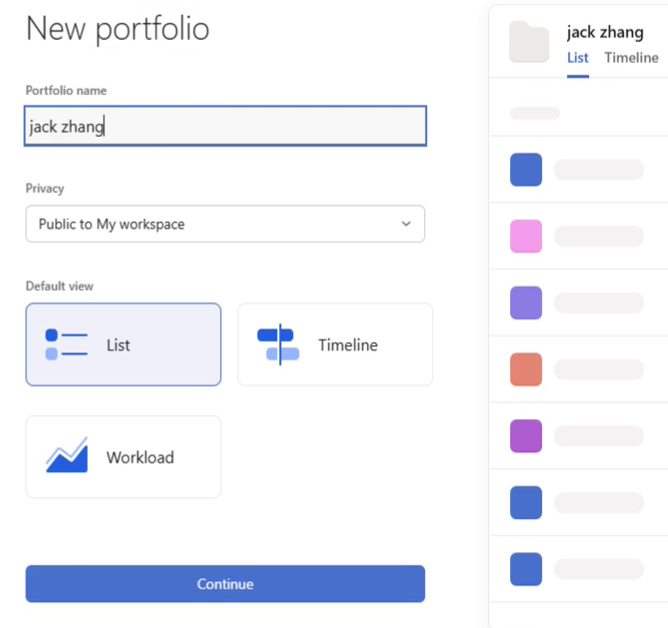 New portfolio
Portfolio name
jack zhang
Privacy
Public to My workspace
Default view
List
Timeline
Workload
Continue
jack zhang
List Timeline